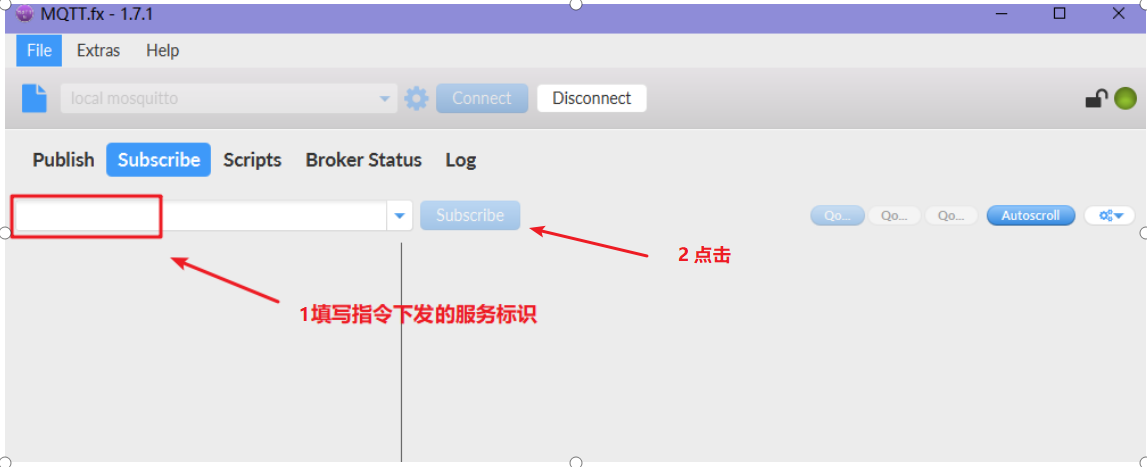 MQTT.fx - 1.7.1
File Extras Help
local mosquitto Connect Disconnect
Publish Subscribe Scripts Broker Status Log
Subscribe Qo... Qo... Qo... Autoscroll
2 点击
1填写指令下发的服务标识